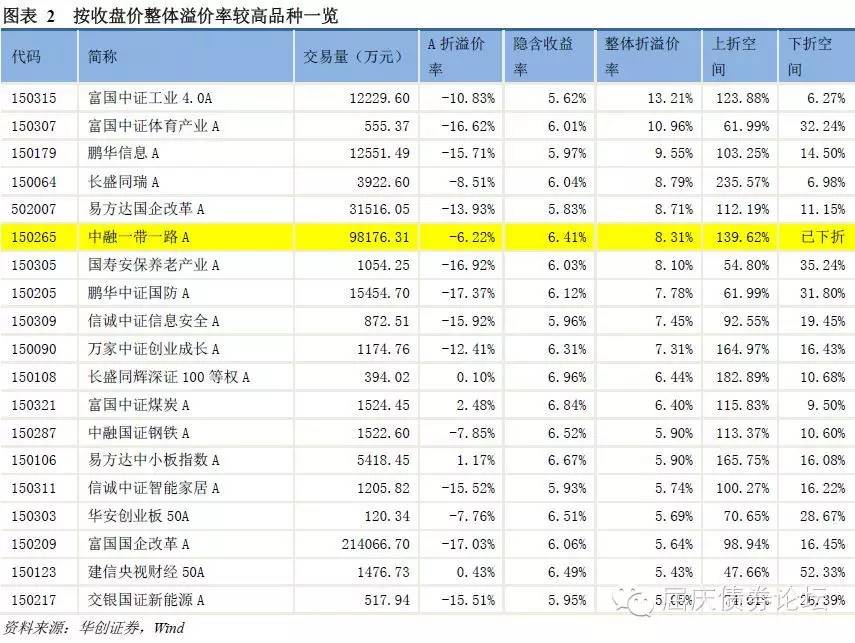 图表 2 按收盘价整体溢价率较高品种一览
代码 简称 交易量（万元） A 折溢价率 隐含收益率 整体折溢价率 上折空间 下折空间
150315 富国中证工业 4.0A 12229.60 -10.83% 5.62% 13.21% 123.88% 6.27%
150307 富国中证体育产业 A 555.37 -16.62% 6.01% 10.96% 61.99% 32.24%
150179 鹏华信息 A 12551.49 -15.71% 5.97% 9.55% 103.25% 14.50%
150064 长盛同瑞 A 3922.60 -8.51% 6.04% 8.79% 235.57% 6.98%
502007 易方达国企改革 A 31516.05 -13.93% 5.83% 8.71% 112.19% 11.15%
150265 中融一带一路 A 98176.31 -6.22% 6.41% 8.31% 139.62% 已下折
150305 国寿安保养老产业 A 1054.25 -16.92% 6.03% 8.10% 54.80% 35.24%
150205 鹏华中证国防 A 15454.70 -17.37% 6.12% 7.78% 61.99% 31.80%
150309 信诚中证信息安全 A 872.51 -15.92% 5.96% 7.45% 92.55% 19.45%
150090 万家中证创业成长 A 1174.76 -12.41% 6.31% 7.31% 164.97% 16.43%
150108 长盛同辉深证 100 等权 A 394.02 0.10% 6.96% 6.44% 182.89% 10.68%
150321 富国中证煤炭 A 1524.45 2.48% 6.84% 6.40% 115.83% 9.50%
150287 中融国证钢铁 A 1522.60 -7.85% 6.52% 5.90% 113.37% 10.60%
150106 易方达中小板指数 A 5418.45 1.17% 6.67% 5.90% 165.75% 16.08%
150311 信诚中证智能家居 A 1205.82 -15.52% 5.93% 5.74% 100.27% 16.22%
150303 华安创业板 50A 120.34 -7.76% 6.51% 5.69% 70.65% 28.67%
150209 富国国企改革 A 214066.70 -17.03% 6.06% 5.64% 98.94% 16.45%
150123 建信央视财经 50A 1476.73 0.43% 6.49% 5.43% 47.66% 52.33%
150217 交银国证新能源 A 517.94 -15.51% 5.95%
屈庆债券论坛
资料来源：华创证券，Wind